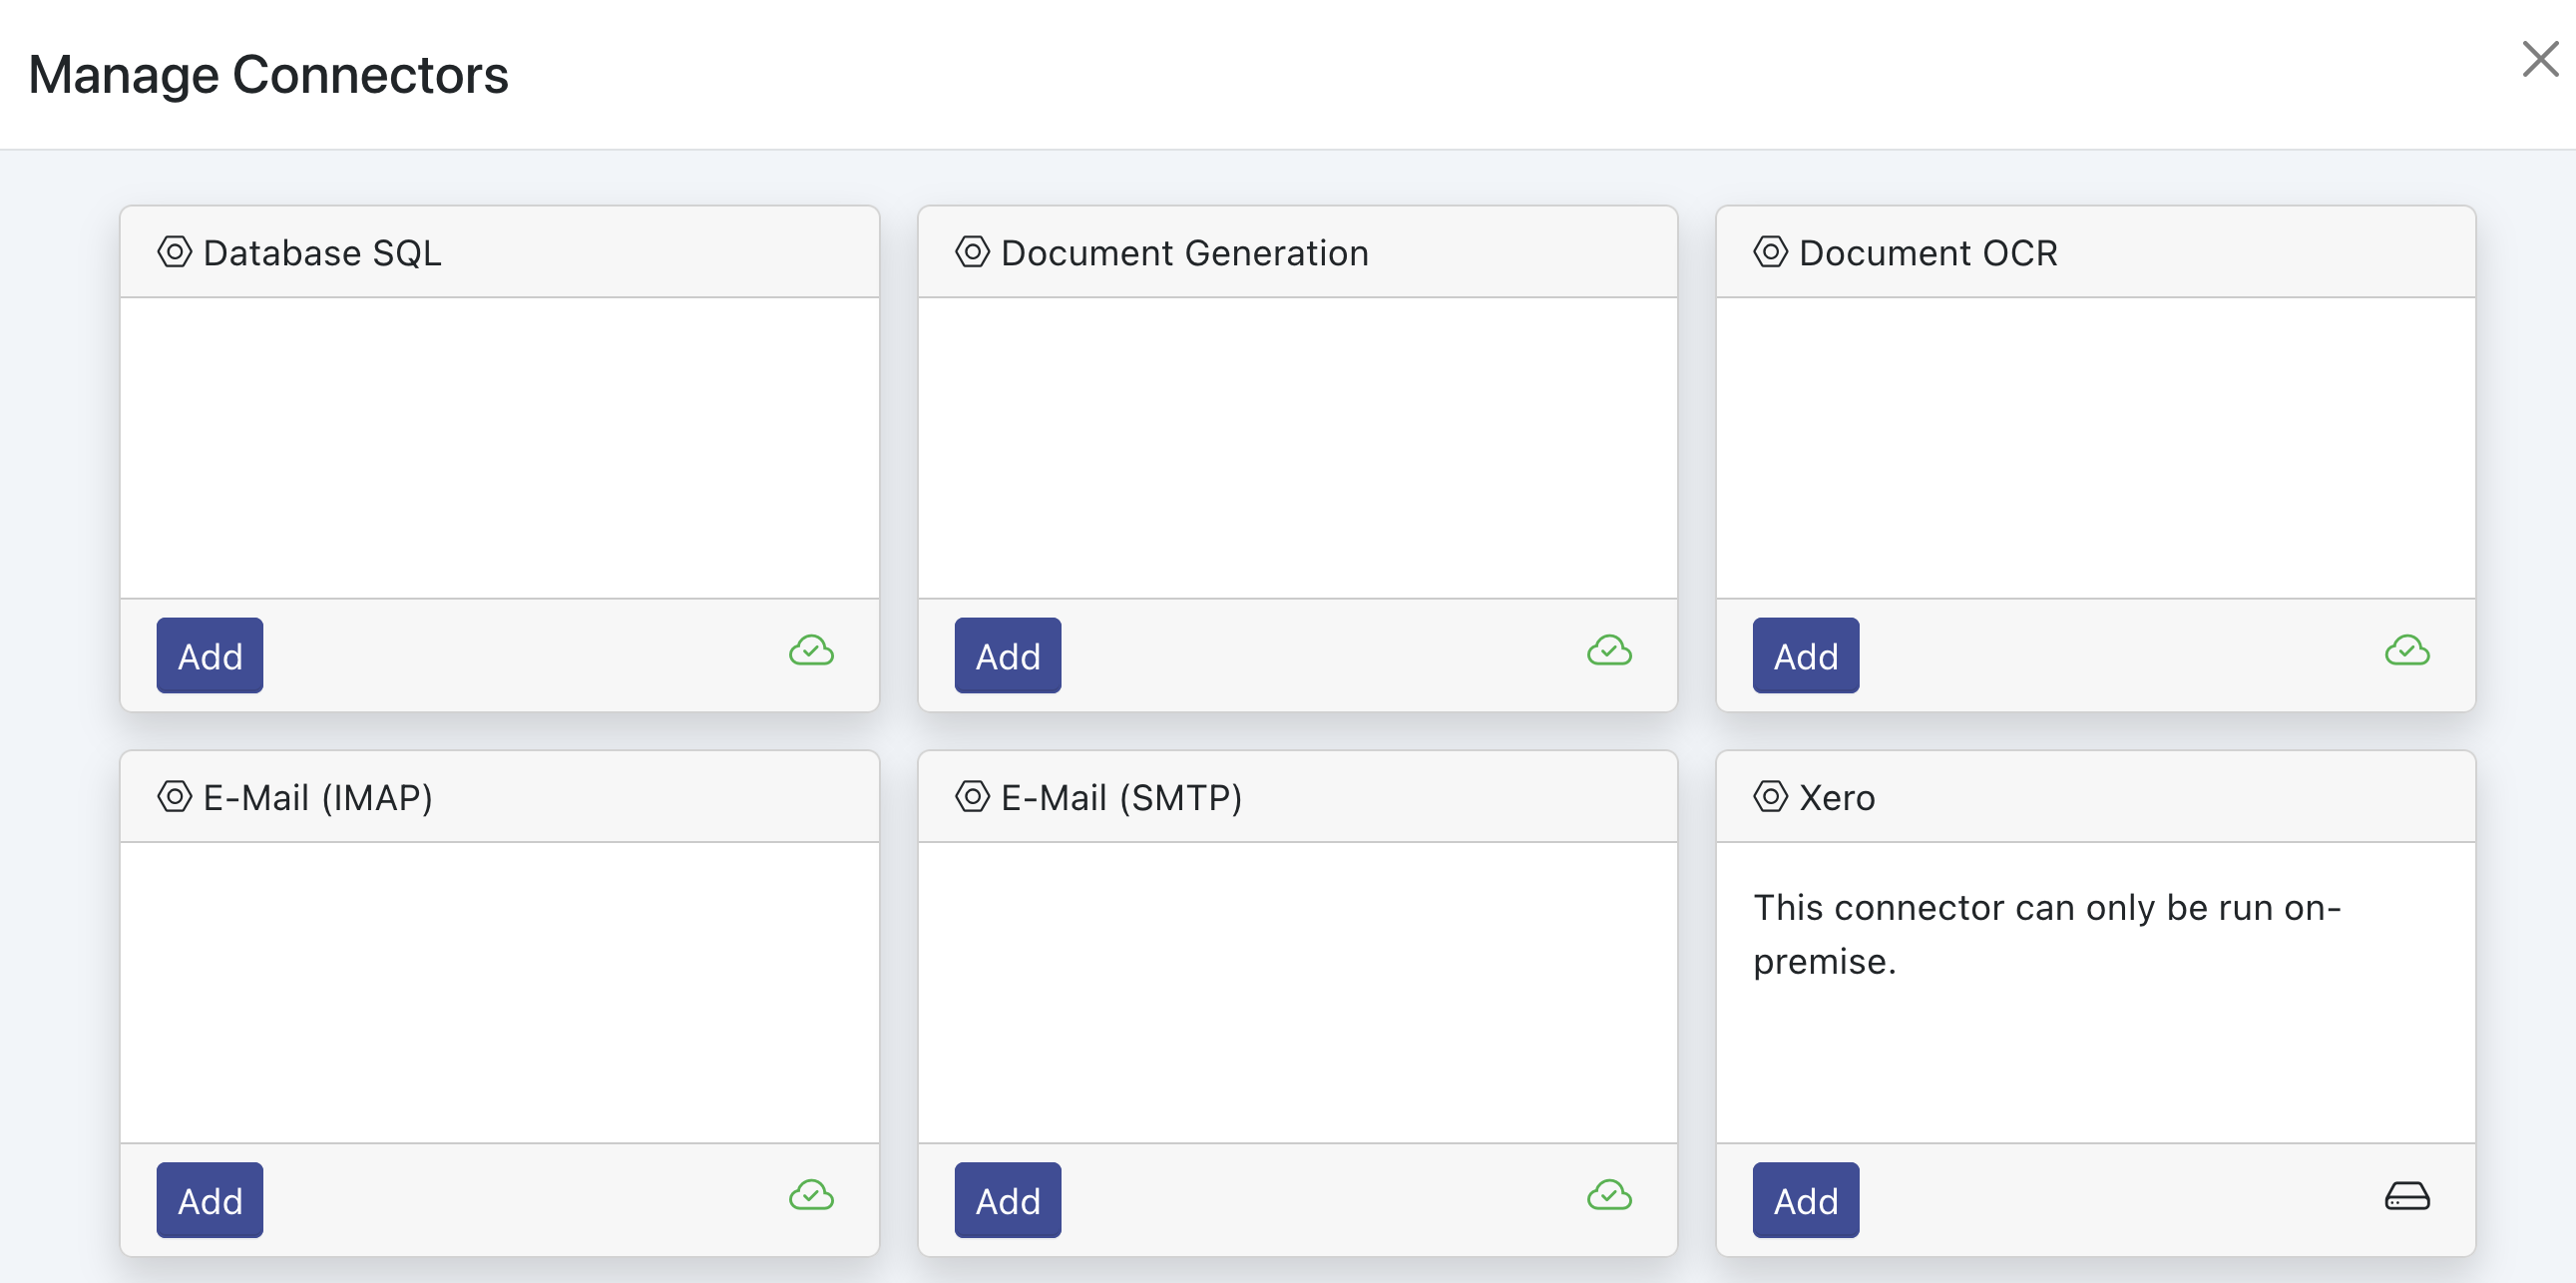 Manage Connectors
Database SQL
Document Generation
Document OCR
Add
Add
Add
E-Mail (IMAP)
E-Mail (SMTP)
Xero
This connector can only be run on-
premise.
Add
Add
Add